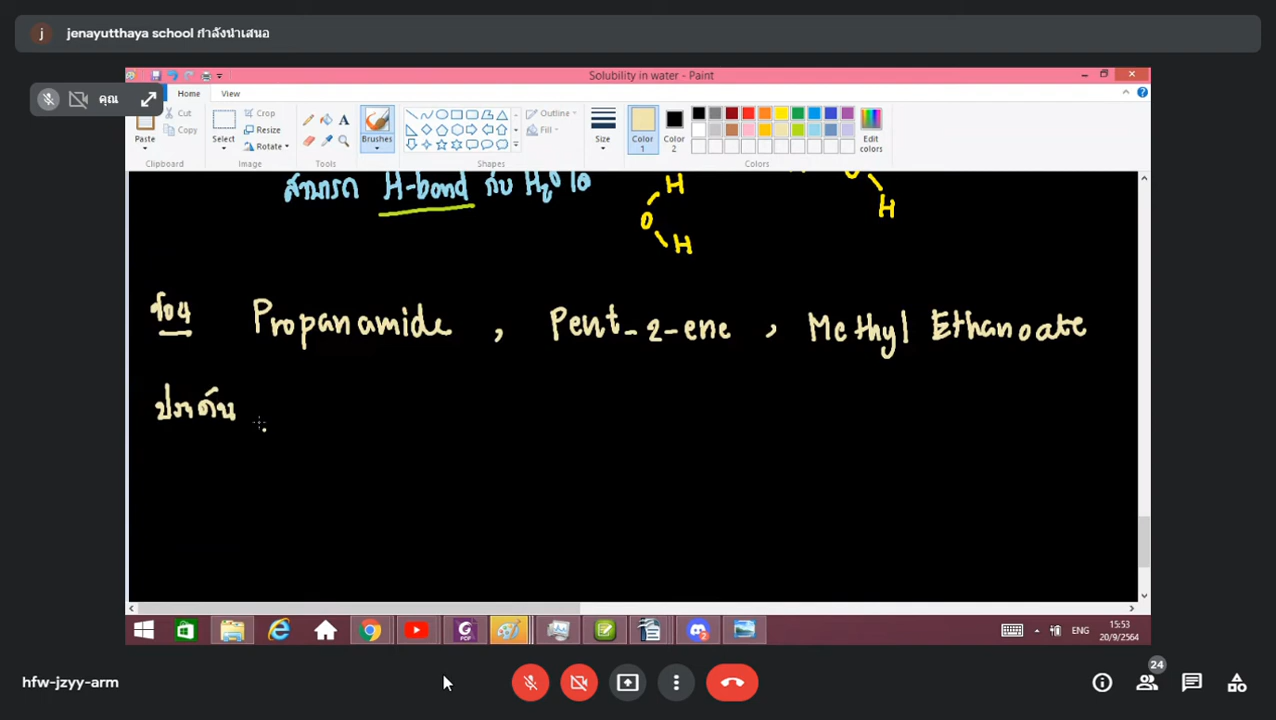 j jenayutthaya school กำลังนำเสนอ
Solubility in water - Paint
คุณ
Home View
Cut
Copy
Paste
Crop
Resize
Rotate
Select
Brushes
Outline
Fill
Size
Color 1
Color 2
Edit colors
Clipboard Image Tools Shapes Colors
สามารถ H-bond กับ H₂O ได้
H
O
H
H
ข้อ4 Propanamide , Pent-2-ene , Methyl Ethanoate
ประเด็น
PDF
2
ENG
15:53
20/9/2564
24
hfw-jzyy-arm